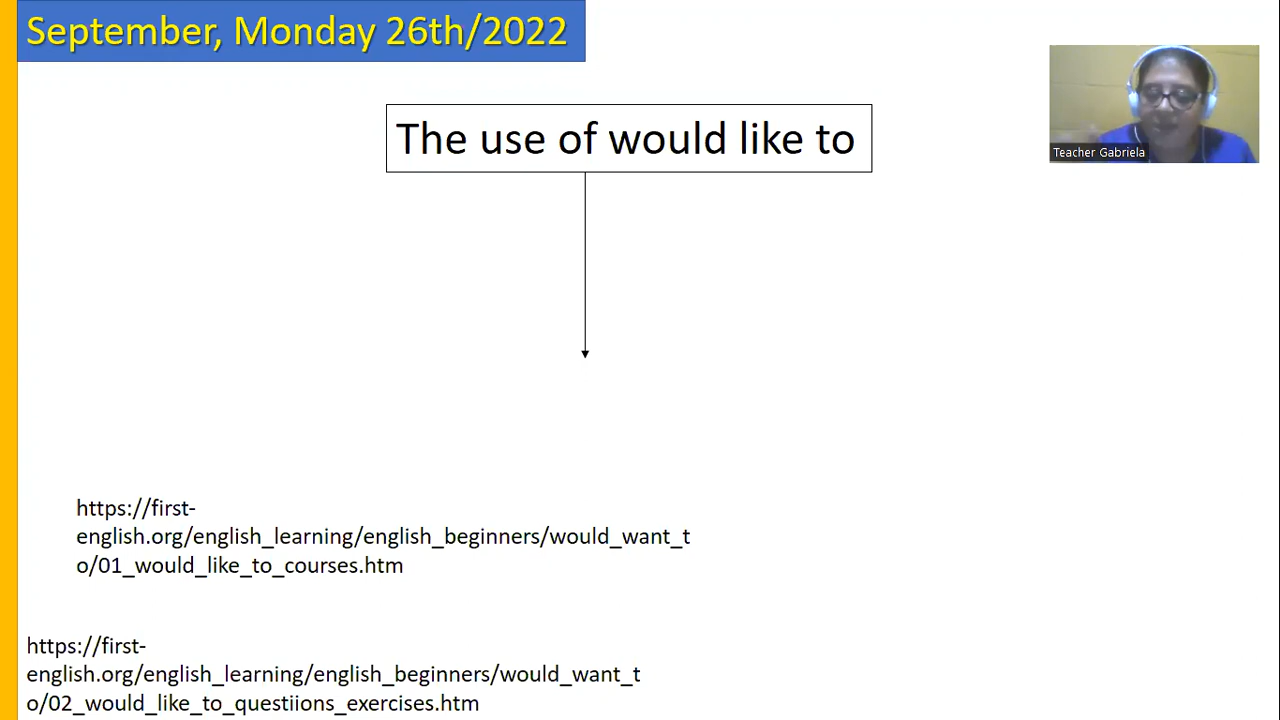 September, Monday 26th/2022
The use of would like to
Teacher Gabriela
https://first-
english.org/english_learning/english_beginners/would_want_t
o/01_would_like_to_courses.htm
https://first-
english.org/english_learning/english_beginners/would_want_t
o/02_would_like_to_questiions_exercises.htm